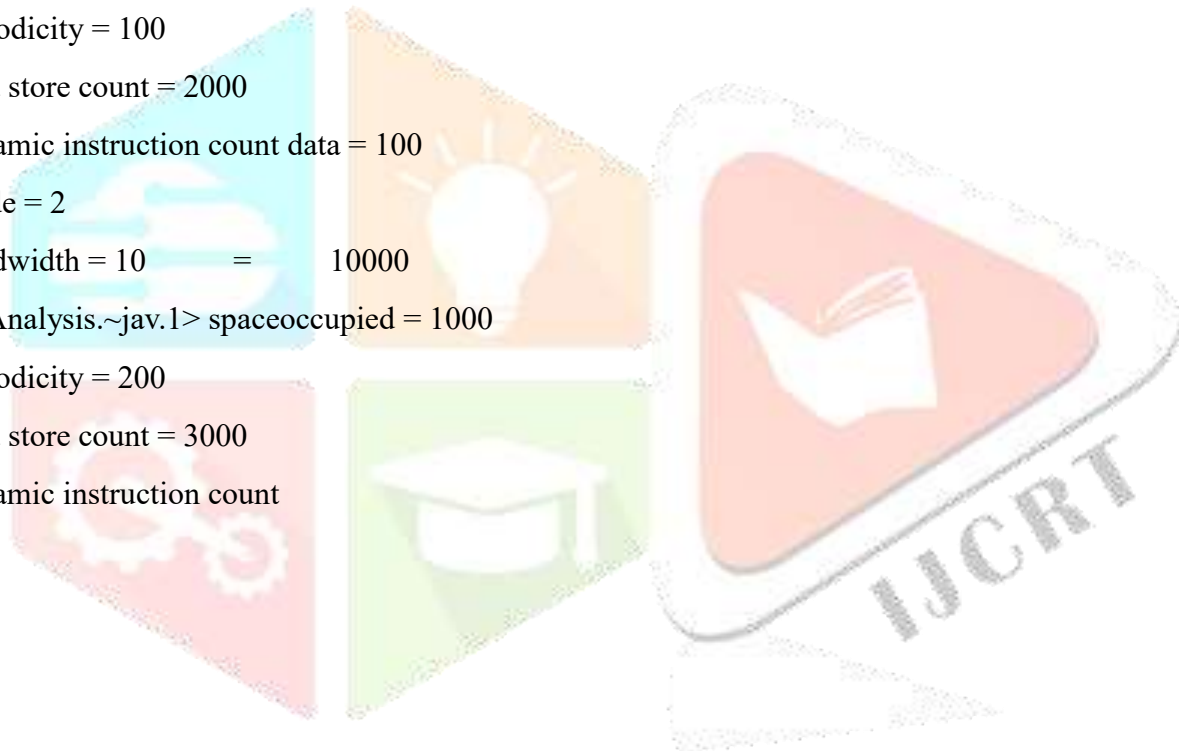 odicity = 100
store count = 2000
amic instruction count data = 100
e = 2
dwidth = 10 = 10000
Analysis.~jav.1> spaceoccupied = 1000
odicity = 200
store count = 3000
amic instruction count
IJCRT